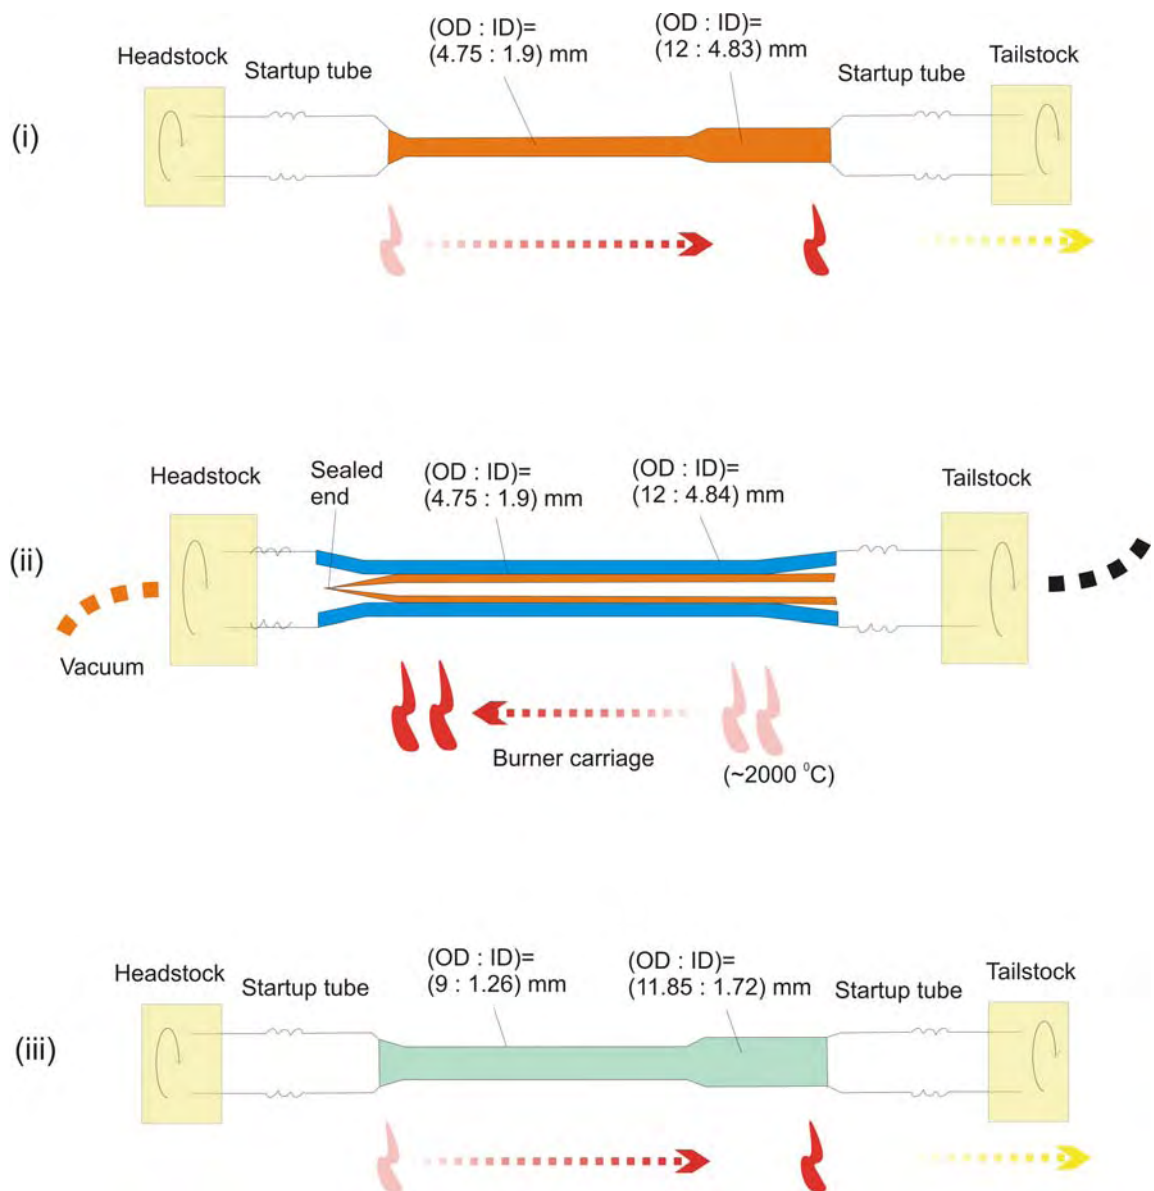 (i)
Headstock
Startup tube
(OD : ID)=
(4.75 : 1.9) mm
(OD : ID)=
(12 : 4.83) mm
Startup tube
Tailstock
(ii)
Headstock
Sealed
end
(OD : ID)=
(4.75 : 1.9) mm
(OD : ID)=
(12 : 4.84) mm
Tailstock
Vacuum
Burner carriage
(~2000 ⁰C)
(iii)
Headstock
Startup tube
(OD : ID)=
(9 : 1.26) mm
(OD : ID)=
(11.85 : 1.72) mm
Startup tube
Tailstock